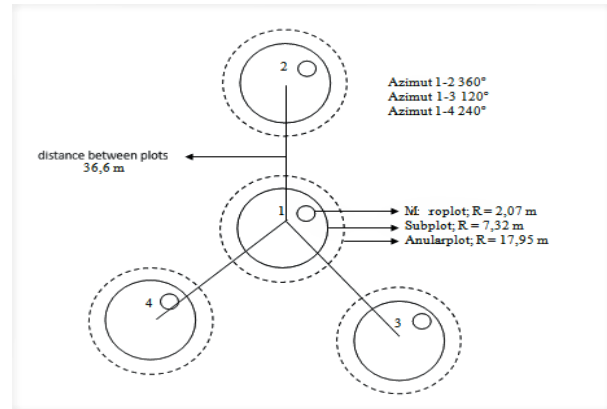 2
Azimut 1-2 360°
Azimut 1-3 120°
Azimut 1-4 240°
distance between plots
36,6 m
1
M: roplot; R= 2,07 m
Subplot; R= 7,32 m
Anularplot; R= 17,95 m
4
3